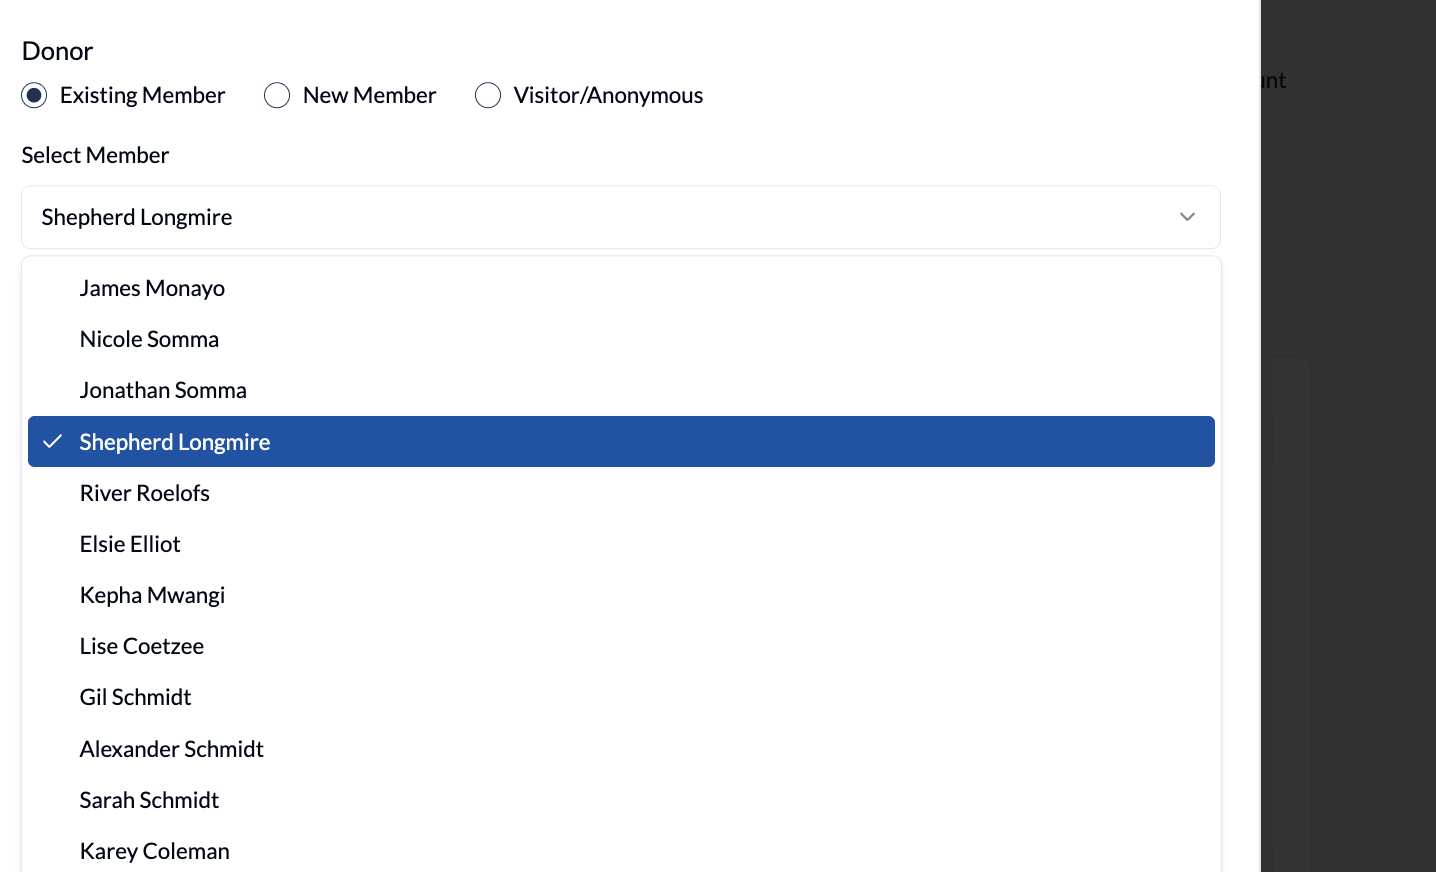 Donor
Existing Member New Member Visitor/Anonymous
Select Member
Shepherd Longmire
James Monayo
Nicole Somma
Jonathan Somma
Shepherd Longmire
River Roelofs
Elsie Elliot
Kepha Mwangi
Lise Coetzee
Gil Schmidt
Alexander Schmidt
Sarah Schmidt
Karey Coleman